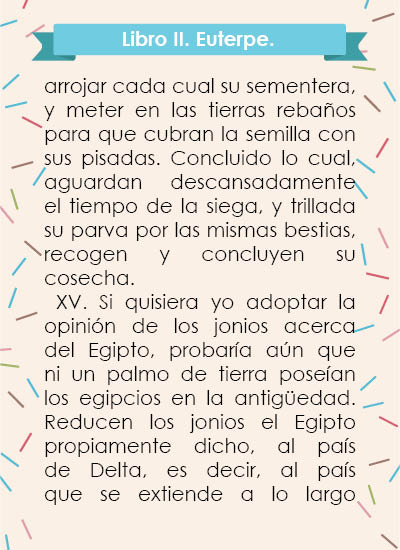 Libro II. Euterpe.
arrojar cada cual su sementera,
y meter en las tierras rebaños
para que cubran la semilla con
sus pisadas. Concluido lo cual,
aguardan descansadamente
el tiempo de la siega, y trillada
su parva por las mismas bestias,
recogen y concluyen su
cosecha.
XV. Si quisiera yo adoptar la
opinión de los jonios acerca
del Egipto, probaría aún que
ni un palmo de tierra poseían
los egipcios en la antigüedad.
Reducen los jonios el Egipto
propiamente dicho, al país
de Delta, es decir, al país
que se extiende a lo largo